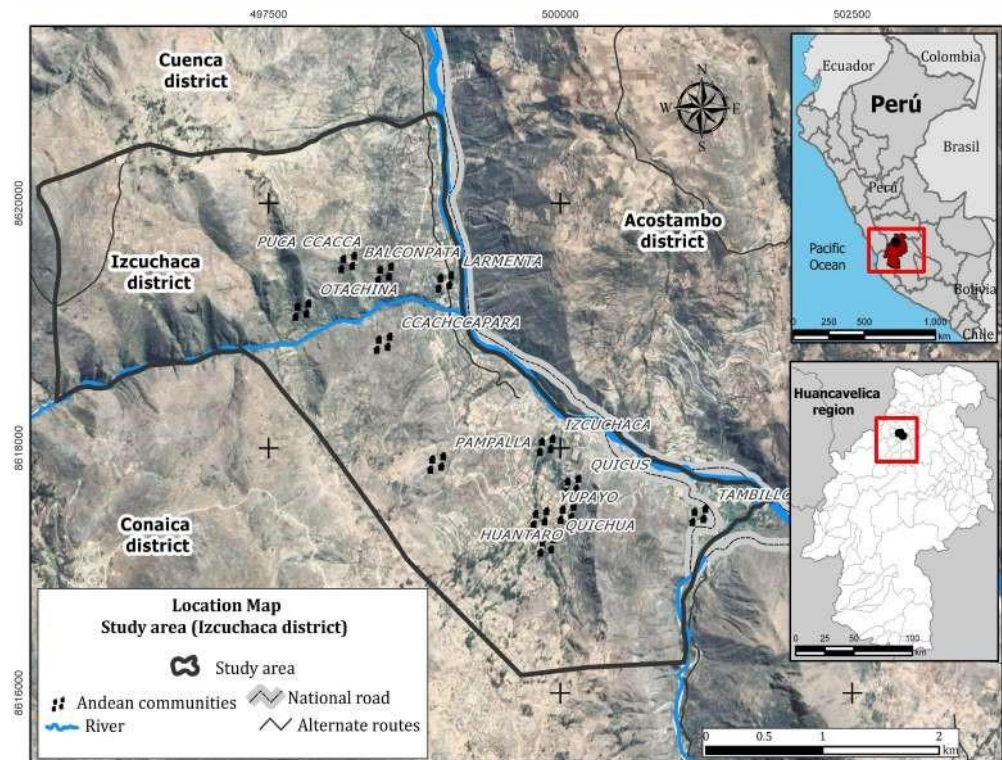 497500
500000
502500
8620000
8618000
8616000
Cuenca
district
Izcuchaca
district
Acostambo
district
Conaica
district
N
W
E
S
PUCA CCACCA
BALCONPATA
LARMENTA
OTACHINA
CCACHCCAPARA
IZCUCHACA
PAMPALLA
QUICUS
YUPAYO
TAMBILLO
QUICHUA
HUANTARO
Ecuador
Colombia
Perú
Brasil
Perú
Pacific
Ocean
Bolivia
Chile
0 250 500 1,000
km
Huancavelica
region
0 25 50 100
km
Location Map
Study area (Izcuchaca district)
Study area
Andean communities
National road
River
Alternate routes
0 0.5 1 2
km